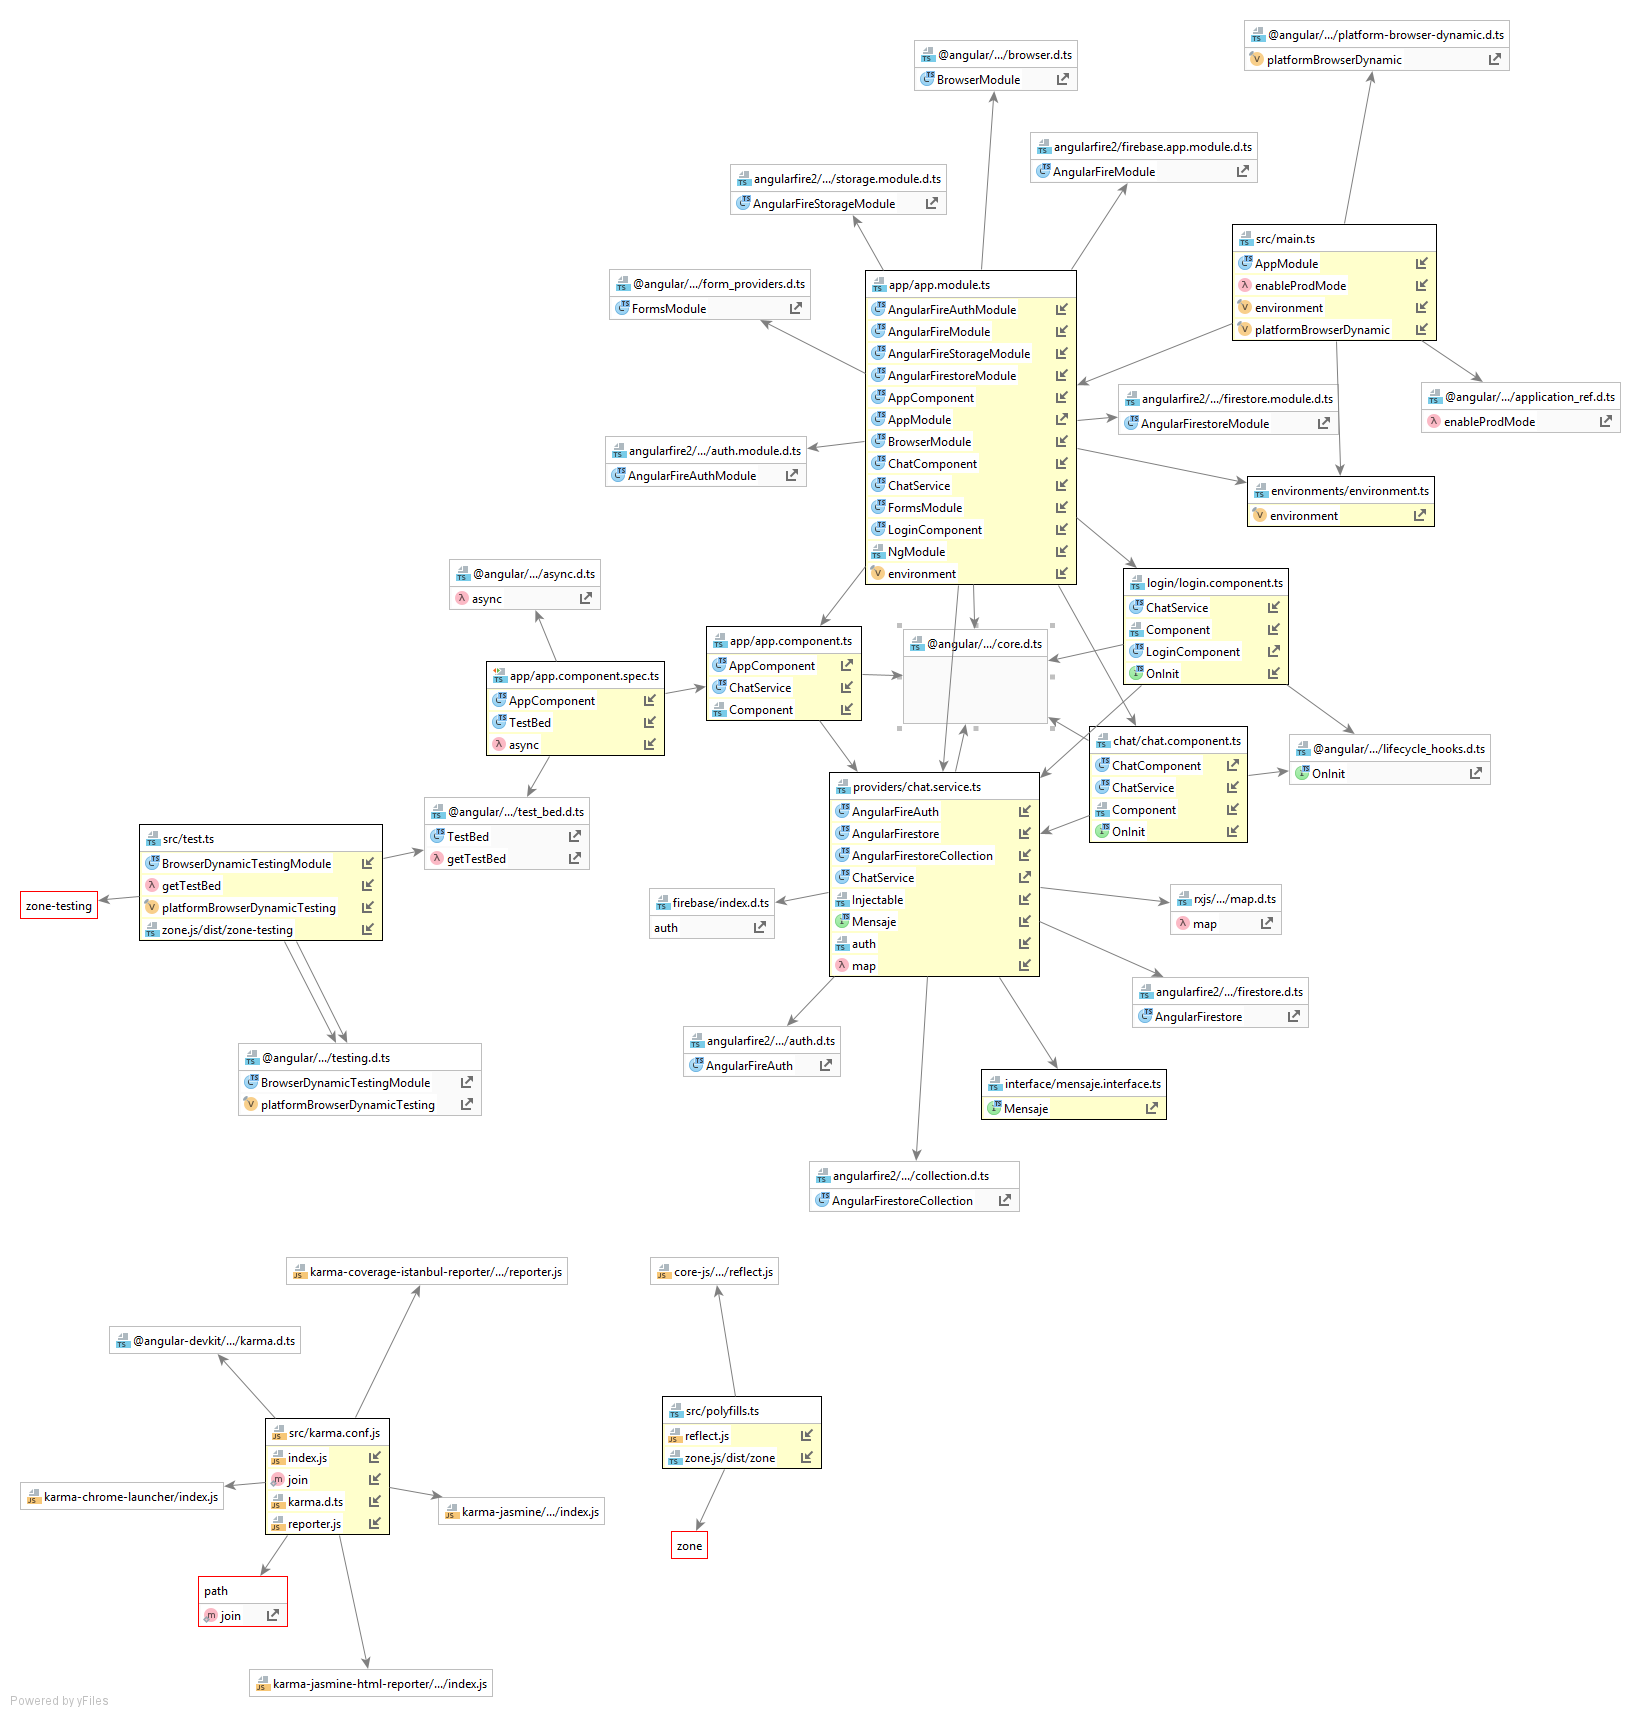 @angular/.../platform-browser-dynamic.d.ts
platformBrowserDynamic
@angular/.../browser.d.ts
BrowserModule
angularfire2/firebase.app.module.d.ts
AngularFireModule
angularfire2/.../storage.module.d.ts
AngularFireStorageModule
src/main.ts
AppModule
enableProdMode
environment
platformBrowserDynamic
@angular/.../form_providers.d.ts
FormsModule
app/app.module.ts
AngularFireAuthModule
AngularFireModule
AngularFireStorageModule
AngularFirestoreModule
AppComponent
AppModule
BrowserModule
ChatComponent
ChatService
FormsModule
LoginComponent
NgModule
environment
angularfire2/.../firestore.module.d.ts
AngularFirestoreModule
@angular/.../application_ref.d.ts
enableProdMode
angularfire2/.../auth.module.d.ts
AngularFireAuthModule
environments/environment.ts
environment
@angular/.../async.d.ts
async
login/login.component.ts
ChatService
Component
LoginComponent
OnInit
app/app.component.ts
AppComponent
ChatService
Component
@angular/.../core.d.ts
app/app.component.spec.ts
AppComponent
TestBed
async
chat/chat.component.ts
ChatComponent
ChatService
Component
OnInit
@angular/.../lifecycle_hooks.d.ts
OnInit
providers/chat.service.ts
AngularFireAuth
AngularFirestore
AngularFirestoreCollection
ChatService
Injectable
Mensaje
auth
map
@angular/.../test_bed.d.ts
TestBed
getTestBed
src/test.ts
BrowserDynamicTestingModule
getTestBed
platformBrowserDynamicTesting
zone.js/dist/zone-testing
zone-testing
firebase/index.d.ts
auth
rxjs/.../map.d.ts
map
angularfire2/.../firestore.d.ts
AngularFirestore
angularfire2/.../auth.d.ts
AngularFireAuth
@angular/.../testing.d.ts
BrowserDynamicTestingModule
platformBrowserDynamicTesting
interface/mensaje.interface.ts
Mensaje
angularfire2/.../collection.d.ts
AngularFirestoreCollection
karma-coverage-istanbul-reporter/.../reporter.js
core-js/.../reflect.js
@angular-devkit/.../karma.d.ts
src/polyfills.ts
reflect.js
zone.js/dist/zone
src/karma.conf.js
index.js
join
karma.d.ts
reporter.js
karma-chrome-launcher/index.js
karma-jasmine/.../index.js
zone
path
join
karma-jasmine-html-reporter/.../index.js
Powered by yFiles